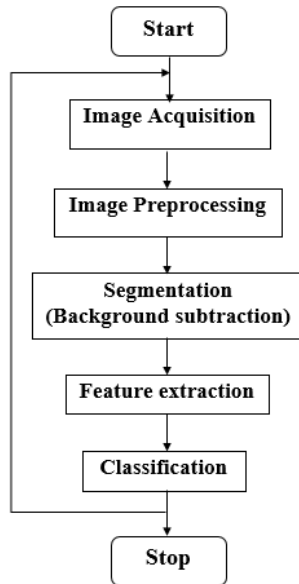 Start
Image Acquisition
Image Preprocessing
Segmentation
(Background subtraction)
Feature extraction
Classification
Stop